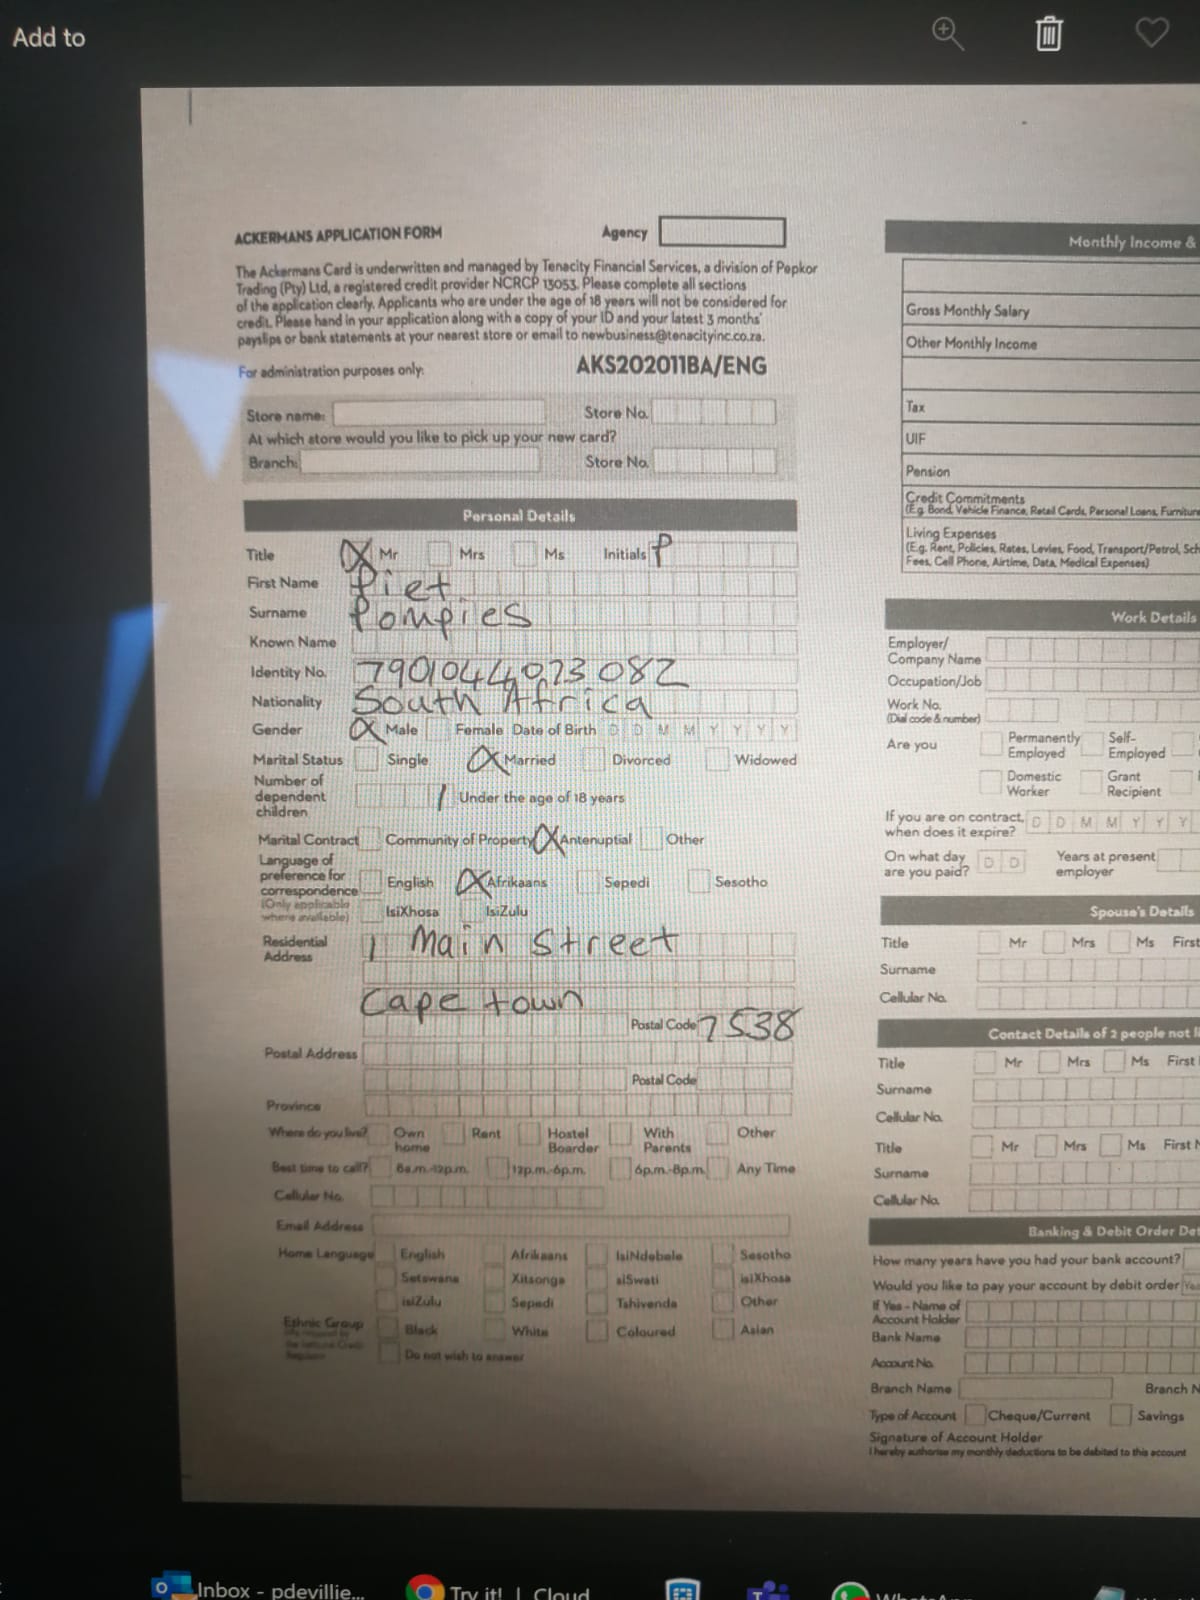 Add to
ACKERMANS APPLICATION FORM
Agency
The Ackermans Card is underwritten and managed by Tenacity Financial Services, a division of Pepkor
Trading (Pty) Ltd, a registered credit provider NCRCP 13053. Please complete all sections
of the application clearly. Applicants who are under the age of 18 years will not be considered for
credit. Please hand in your application along with a copy of your ID and your latest 3 months'
payslips or bank statements at your nearest store or email to newbusiness@tenacityinc.co.za.
For administration purposes only:
AKS202011BA/ENG
Store name:
Store No.
At which store would you like to pick up your new card?
Branch:
Store No.
Personal Details
Title Mr Mrs Ms Initials P
First Name Piet
Surname Pompies
Known Name
Identity No. 7901044023082
Nationality South Africa
Gender Male Female Date of Birth D D M M Y Y Y Y
Marital Status Single Married Divorced Widowed
Number of
dependent
children
1 Under the age of 18 years
Marital Contract Community of Property Antenuptial Other
Language of
preference for
correspondence
(Only applicable
where available)
English Afrikaans Sepedi Sesotho
IsiXhosa IsiZulu
Residential
Address
1 Main Street
Cape town
Postal Code 7538
Postal Address
Postal Code
Province
Where do you live? Own
home
Rent Hostel
Boarder
With
Parents
Other
Best time to call? 8a.m.-12p.m. 12p.m.-6p.m. 6p.m.-8p.m. Any Time
Cellular No.
Email Address
Home Language English Afrikaans IsiNdebele Sesotho
Setswana Xitsonga siSwati isiXhosa
isiZulu Sepedi Tshivenda Other
Ethnic Group Black White Coloured Asian
Do not wish to answer
Monthly Income &
Gross Monthly Salary
Other Monthly Income
Tax
UIF
Pension
Credit Commitments
(E.g. Bond, Vehicle Finance, Retail Cards, Personal Loans, Furniture
Living Expenses
(E.g. Rent, Policies, Rates, Levies, Food, Transport/Petrol, Sch
Fees, Cell Phone, Airtime, Data, Medical Expenses)
Work Details
Employer/
Company Name
Occupation/Job
Work No.
(Dial code & number)
Are you Permanently
Employed
Self-
Employed
Domestic
Worker
Grant
Recipient
If you are on contract,
when does it expire?
D D M M Y Y Y
On what day
are you paid?
D D
Years at present
employer
Spouse's Details
Title Mr Mrs Ms First
Surname
Cellular No.
Contact Details of 2 people not li
Title Mr Mrs Ms First
Surname
Cellular No.
Title Mr Mrs Ms First N
Surname
Cellular No.
Banking & Debit Order Det
How many years have you had your bank account?
Would you like to pay your account by debit order Yes
If Yes - Name of
Account Holder
Bank Name
Account No.
Branch Name Branch N
Type of Account Cheque/Current Savings
Signature of Account Holder
I hereby authorise my monthly deductions to be debited to this account
Inbox - pdevillie...
Try it! | Cloud